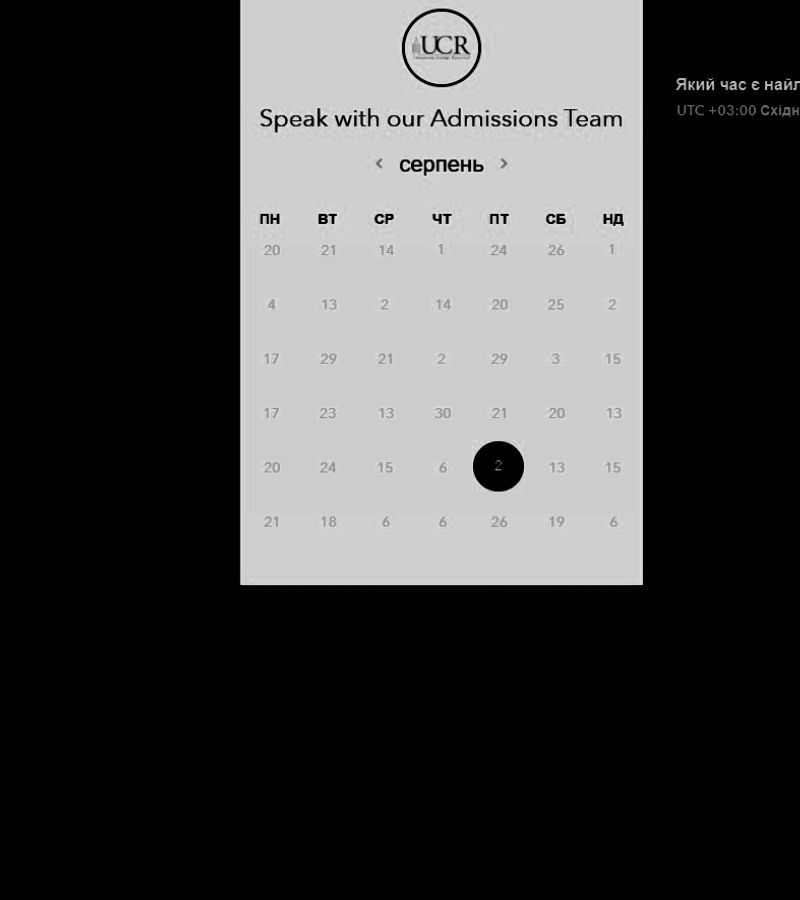 UCR
Speak with our Admissions Team
Який час є найл
UTC +03:00 Східн
‹ серпень ›
ПН ВТ СР ЧТ ПТ СБ НД
20 21 14 1 24 26 1
4 13 2 14 20 25 2
17 29 21 2 29 3 15
17 23 13 30 21 20 13
20 24 15 6 2 13 15
21 18 6 6 26 19 6